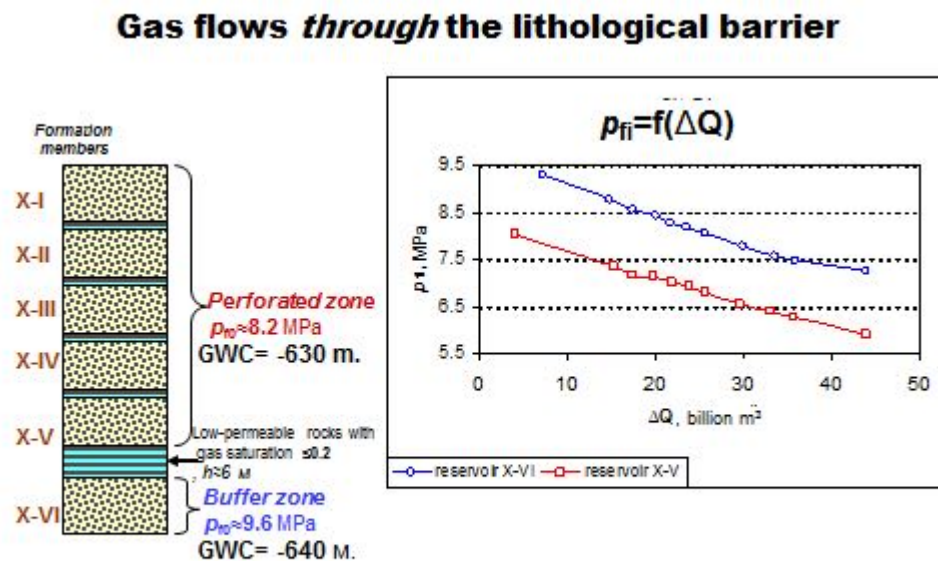 Gas flows through the lithological barrier
Formation
members
X-I
X-II
X-III
X-IV
X-V
X-VI
Perforated zone
pf0≈8.2 MPa
GWC= -630 m.
Low-permeable rocks with
gas saturation ≤0.2
, h≈6 м
Buffer zone
pf0≈9.6 MPa
GWC= -640 м.
pfi=f(ΔQ)
9.5
8.5
7.5
6.5
5.5
, MPa
0 10 20 30 40 50
ΔQ, billion m³
reservoir X-VI reservoir X-V